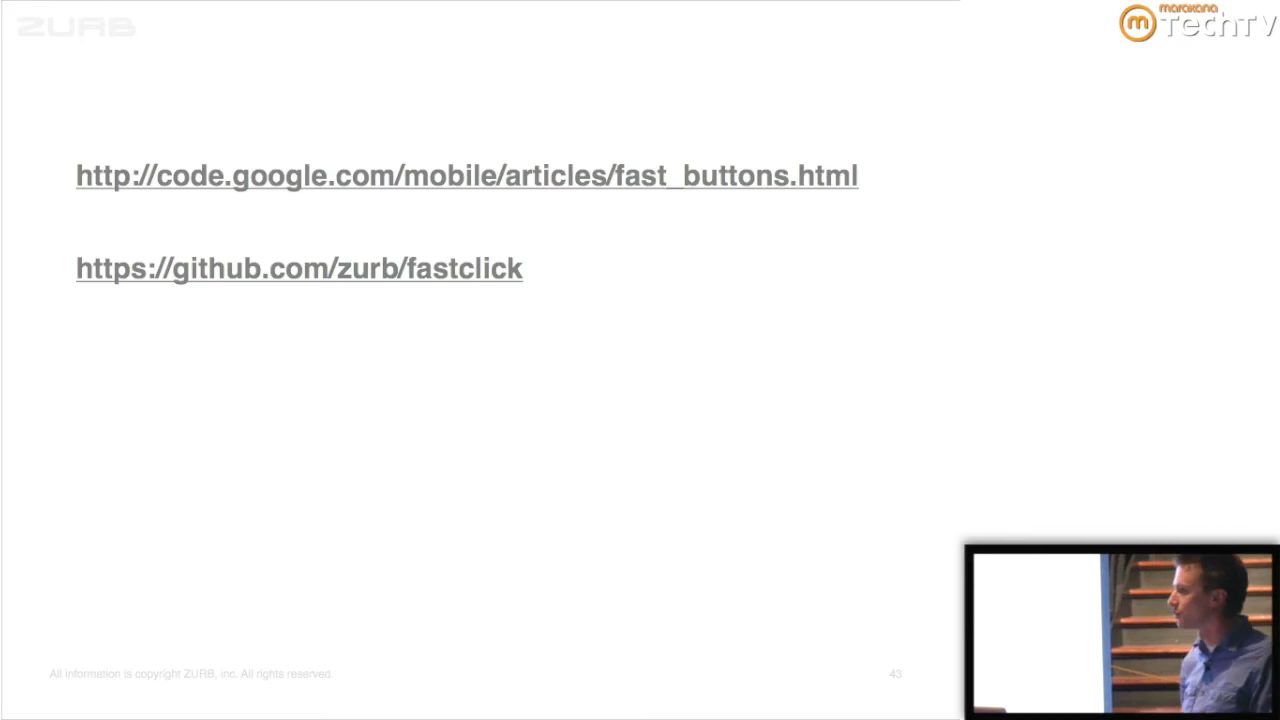 ZURB
marakana
TechTV
http://code.google.com/mobile/articles/fast_buttons.html
https://github.com/zurb/fastclick
All information is copyright ZURB, inc. All rights reserved.
43